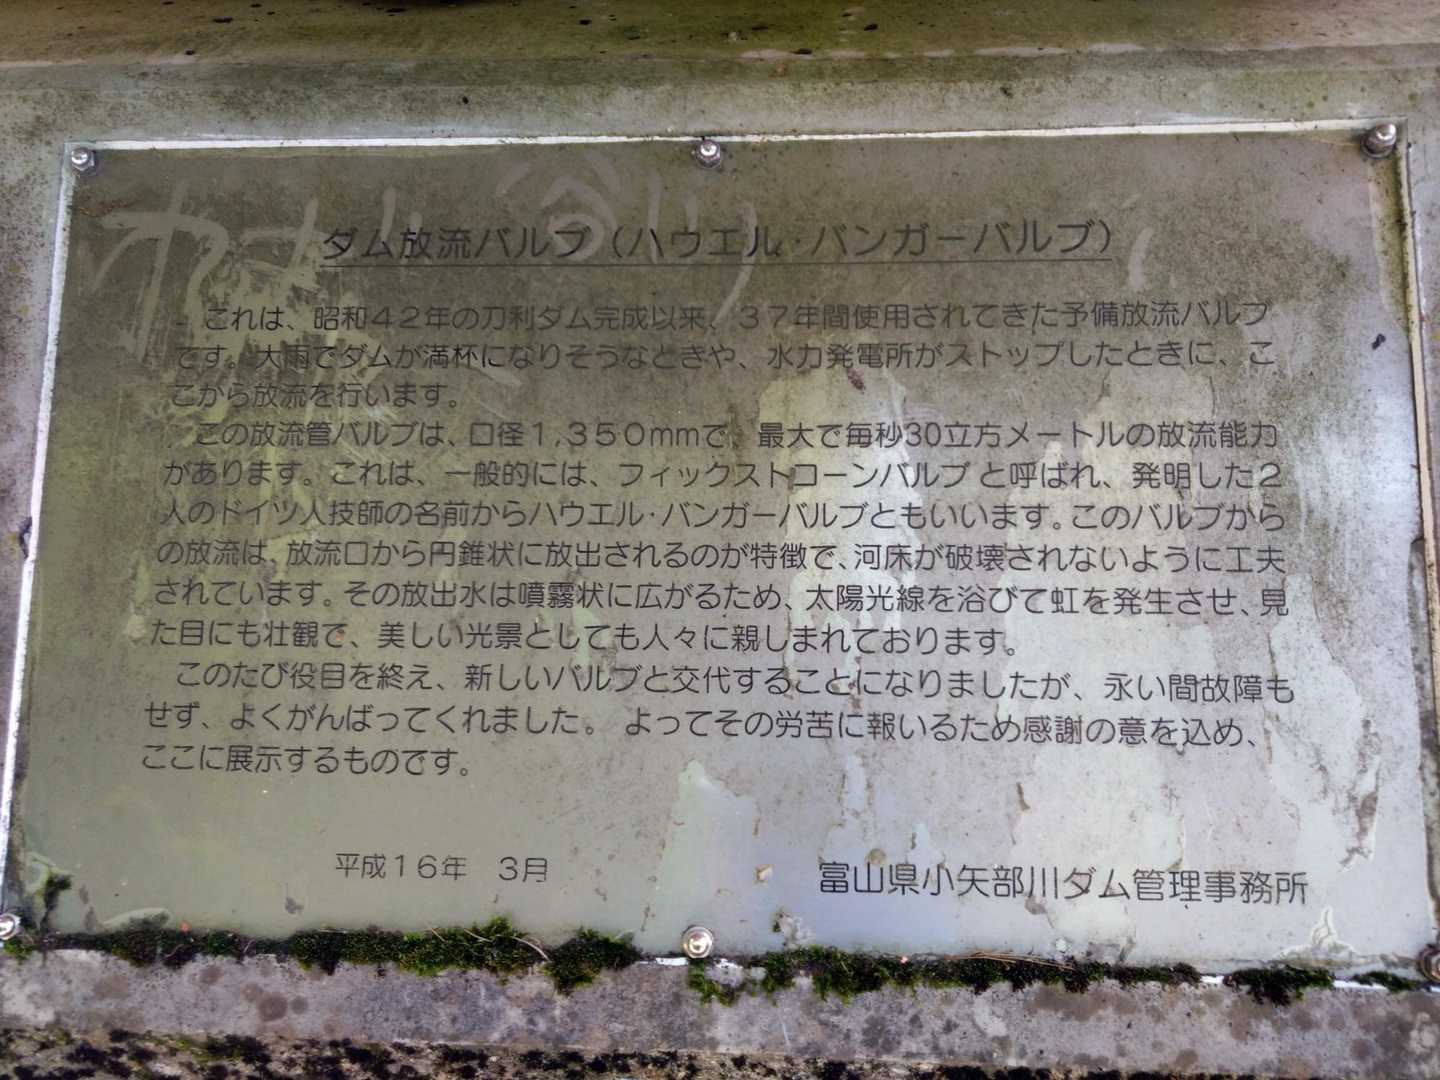 ダム放流バルブ（ハウエル・バンガーバルブ）
これは、昭和４２年の刀利ダム完成以来、３７年間使用されてきた予備放流バルブ
です。大雨でダムが満杯になりそうなときや、水力発電所がストップしたときに、こ
こから放流を行います。
この放流管バルブは、口径１,３５０mmで、最大で毎秒30立方メートルの放流能力
があります。これは、一般的には、フィックストコーンバルブと呼ばれ、発明した２
人のドイツ人技師の名前からハウエル・バンガーバルブともいいます。このバルブから
の放流は、放流口から円錐状に放出されるのが特徴で、河床が破壊されないように工夫
されています。その放出水は噴霧状に広がるため、太陽光線を浴びて虹を発生させ、見
た目にも壮観で、美しい光景としても人々に親しまれております。
このたび役目を終え、新しいバルブと交代することになりましたが、永い間故障も
せず、よくがんばってくれました。 よってその労苦に報いるため感謝の意を込め、
ここに展示するものです。
平成１６年　３月
富山県小矢部川ダム管理事務所